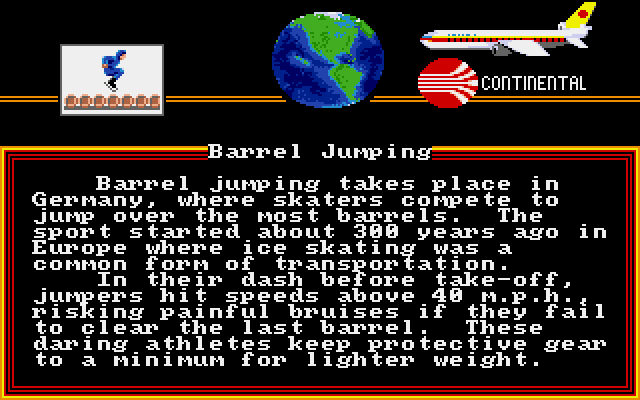 CONTINENTAL
Barrel Jumping
Barrel jumping takes place in
Germany, where skaters compete to
jump over the most barrels. The
sport started about 300 years ago in
Europe where ice skating was a
common form of transportation.
In their dash before take-off,
jumpers hit speeds above 40 m.p.h.,
risking painful bruises if they fail
to clear the last barrel. These
daring athletes keep protective gear
to a minimum for lighter weight.